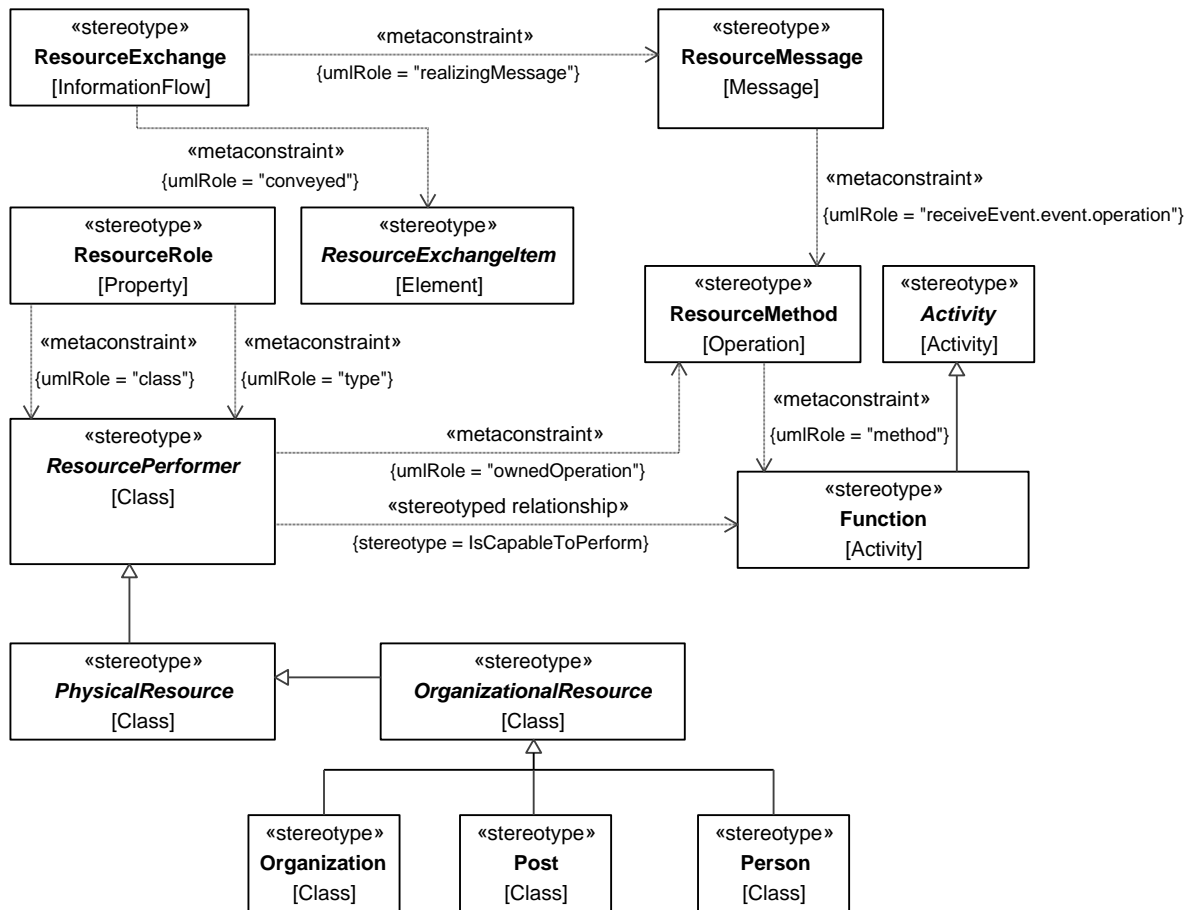 «stereotype»
ResourceExchange
[InformationFlow]
«metaconstraint»
{umlRole = "realizingMessage"}
«stereotype»
ResourceMessage
[Message]
«metaconstraint»
{umlRole = "conveyed"}
«metaconstraint»
{umlRole = "receiveEvent.event.operation"}
«stereotype»
ResourceRole
[Property]
«stereotype»
ResourceExchangeItem
[Element]
«stereotype»
ResourceMethod
[Operation]
«stereotype»
Activity
[Activity]
«metaconstraint»
{umlRole = "class"}
«metaconstraint»
{umlRole = "type"}
«metaconstraint»
{umlRole = "method"}
«stereotype»
ResourcePerformer
[Class]
«metaconstraint»
{umlRole = "ownedOperation"}
«stereotyped relationship»
{stereotype = IsCapableToPerform}
«stereotype»
Function
[Activity]
«stereotype»
PhysicalResource
[Class]
«stereotype»
OrganizationalResource
[Class]
«stereotype»
Organization
[Class]
«stereotype»
Post
[Class]
«stereotype»
Person
[Class]